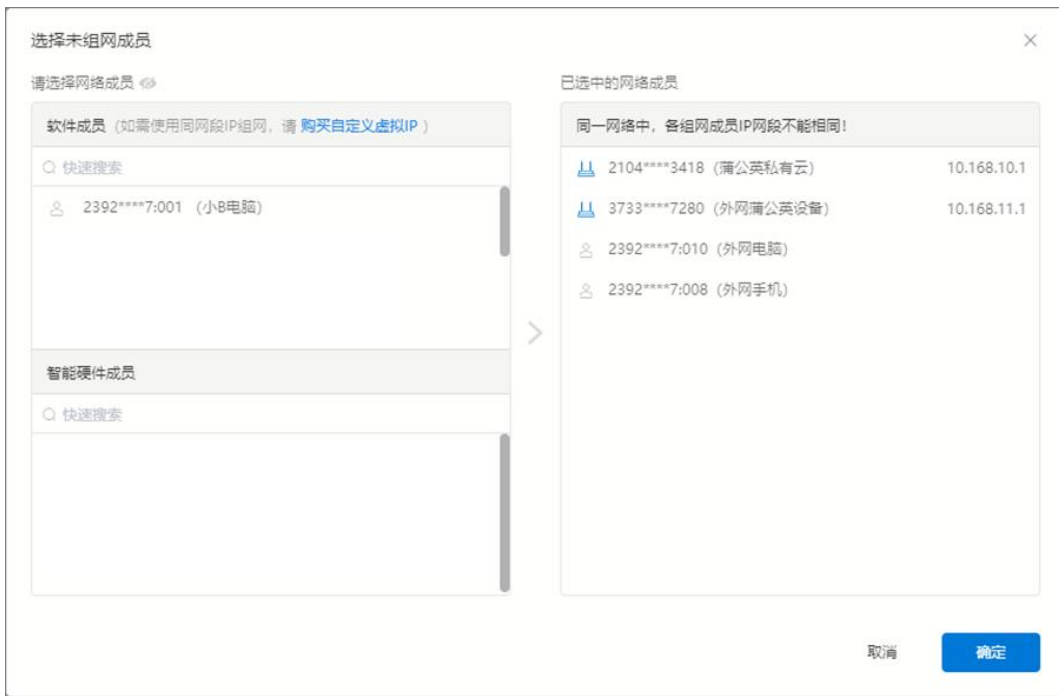 选择未组网成员
请选择网络成员
软件成员（如需使用同网段IP组网，请 购买自定义虚拟IP ）
快速搜索
2392****7:001 （小B电脑）
智能硬件成员
快速搜索
已选中的网络成员
同一网络中，各组网成员IP网段不能相同！
2104****3418（蒲公英私有云） 10.168.10.1
3733****7280（外网蒲公英设备） 10.168.11.1
2392****7:010（外网电脑）
2392****7:008（外网手机）
取消 确定